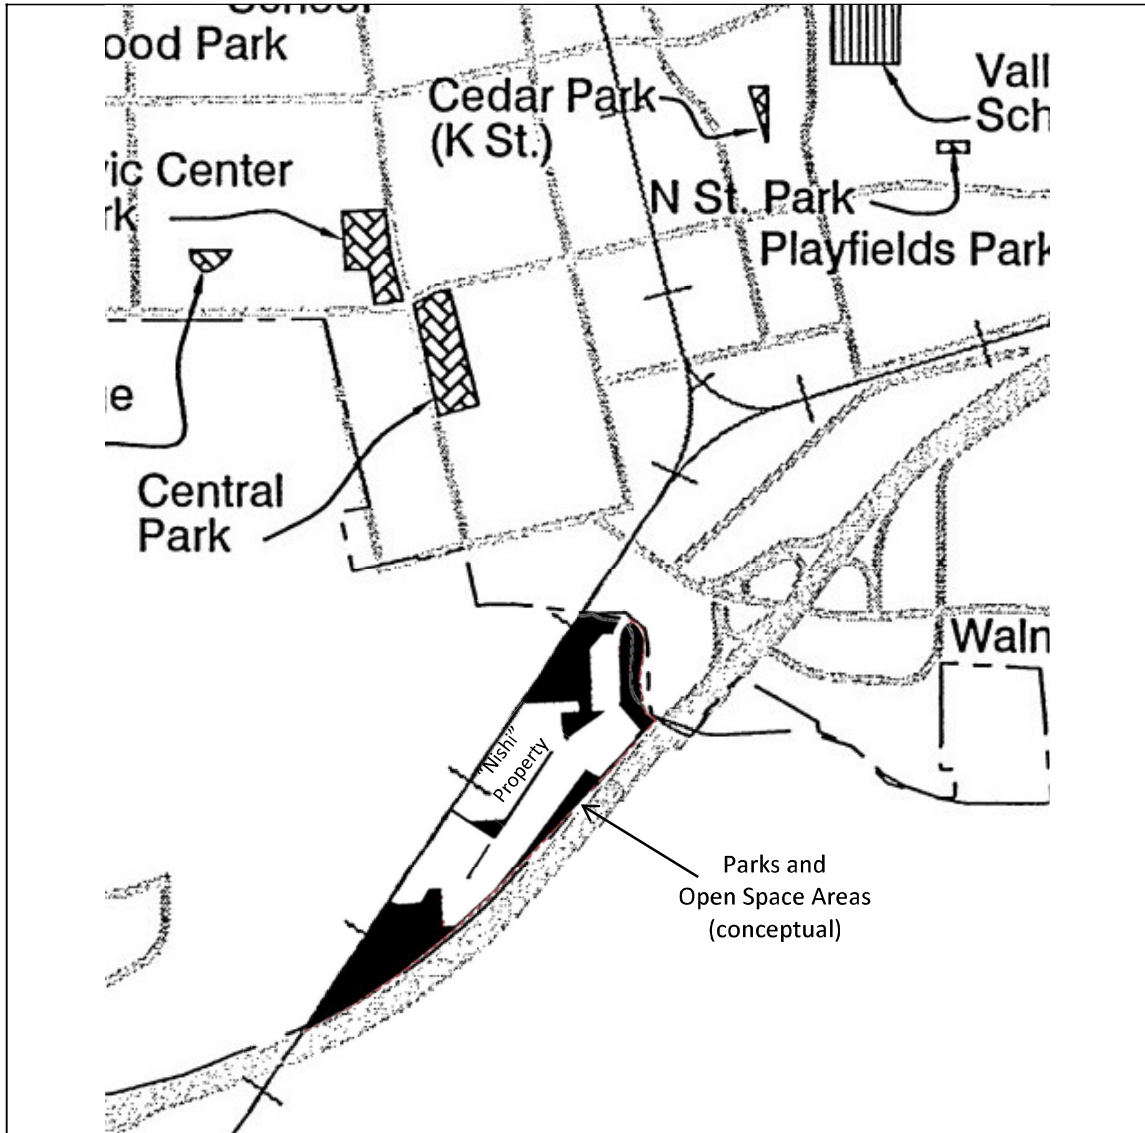 School
ood Park
Cedar Park
(K St.)
Vall
Sch
ic Center
rk
N St. Park
Playfields Park
e
Central
Park
Waln
"Nishi"
Property
Parks and
Open Space Areas
(conceptual)